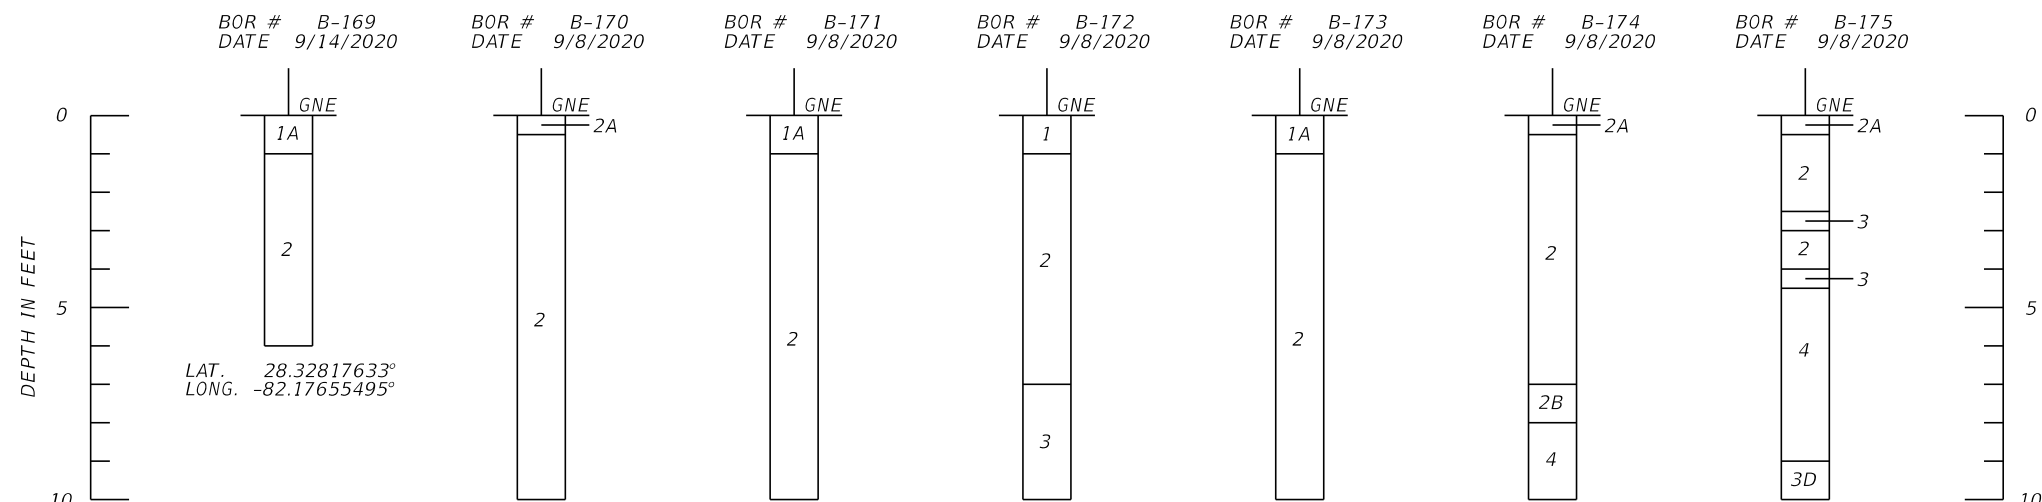 BOR # B-169
DATE 9/14/2020
BOR # B-170
DATE 9/8/2020
BOR # B-171
DATE 9/8/2020
BOR # B-172
DATE 9/8/2020
BOR # B-173
DATE 9/8/2020
BOR # B-174
DATE 9/8/2020
BOR # B-175
DATE 9/8/2020
DEPTH IN FEET
0
5
10
GNE
1A
2
LAT. 28.32817633°
LONG. -82.17655495°
GNE
2A
2
GNE
1A
2
GNE
1
2
3
GNE
1A
2
GNE
2A
2
2B
4
GNE
2A
2
3
2
3
4
3D
0
5
10